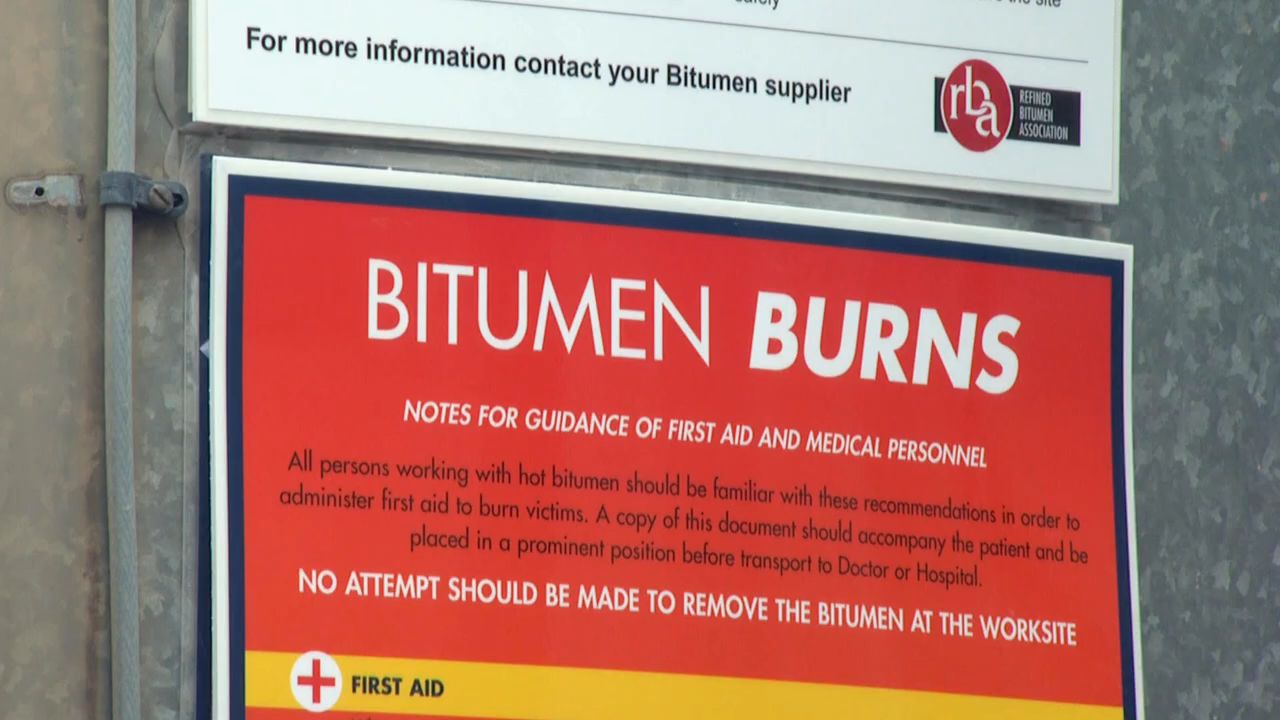 safely
the site
For more information contact your Bitumen supplier
rba
REFINED
BITUMEN
ASSOCIATION
BITUMEN BURNS
NOTES FOR GUIDANCE OF FIRST AID AND MEDICAL PERSONNEL
All persons working with hot bitumen should be familiar with these recommendations in order to
administer first aid to burn victims. A copy of this document should accompany the patient and be
placed in a prominent position before transport to Doctor or Hospital.
NO ATTEMPT SHOULD BE MADE TO REMOVE THE BITUMEN AT THE WORKSITE
FIRST AID